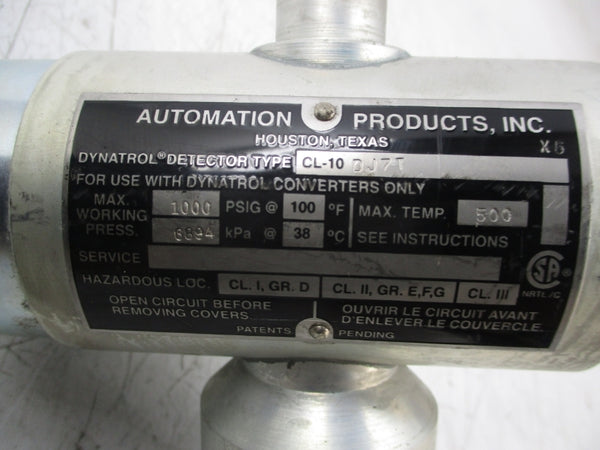 AUTOMATION PRODUCTS, INC.
HOUSTON, TEXAS
X6
DYNATROL® DETECTOR TYPE CL-10 DJ7I
FOR USE WITH DYNATROL CONVERTERS ONLY
MAX. WORKING PRESS. 1000 PSIG @ 100 °F MAX. TEMP. 500
6894 kPa @ 38 °C SEE INSTRUCTIONS
SERVICE
HAZARDOUS LOC. CL. I, GR. D CL. II, GR. E,F,G CL. III
SA NRTL/C
OPEN CIRCUIT BEFORE REMOVING COVERS.
OUVRIR LE CIRCUIT AVANT D'ENLEVER LE COUVERCLE.
PATENTS PENDING